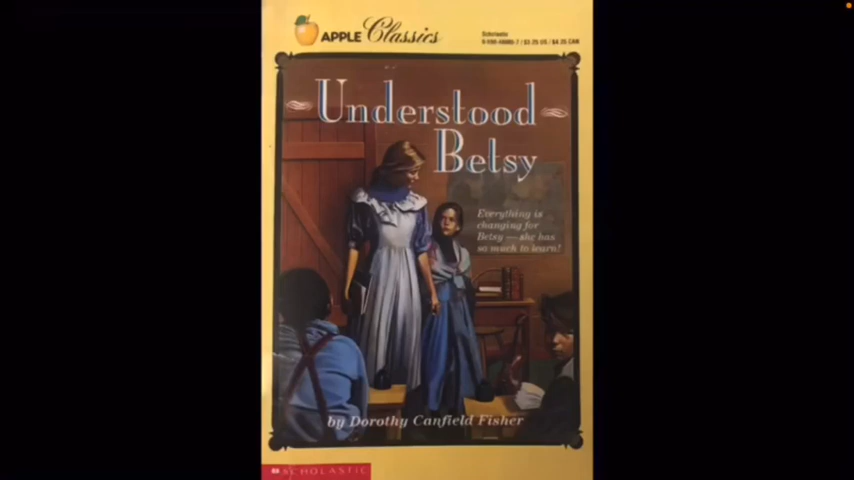 APPLE Classics
Scholastic
Understood
Betsy
Everything is
changing for
Betsy — she has
so much to learn!
by Dorothy Canfield Fisher
SCHOLASTIC